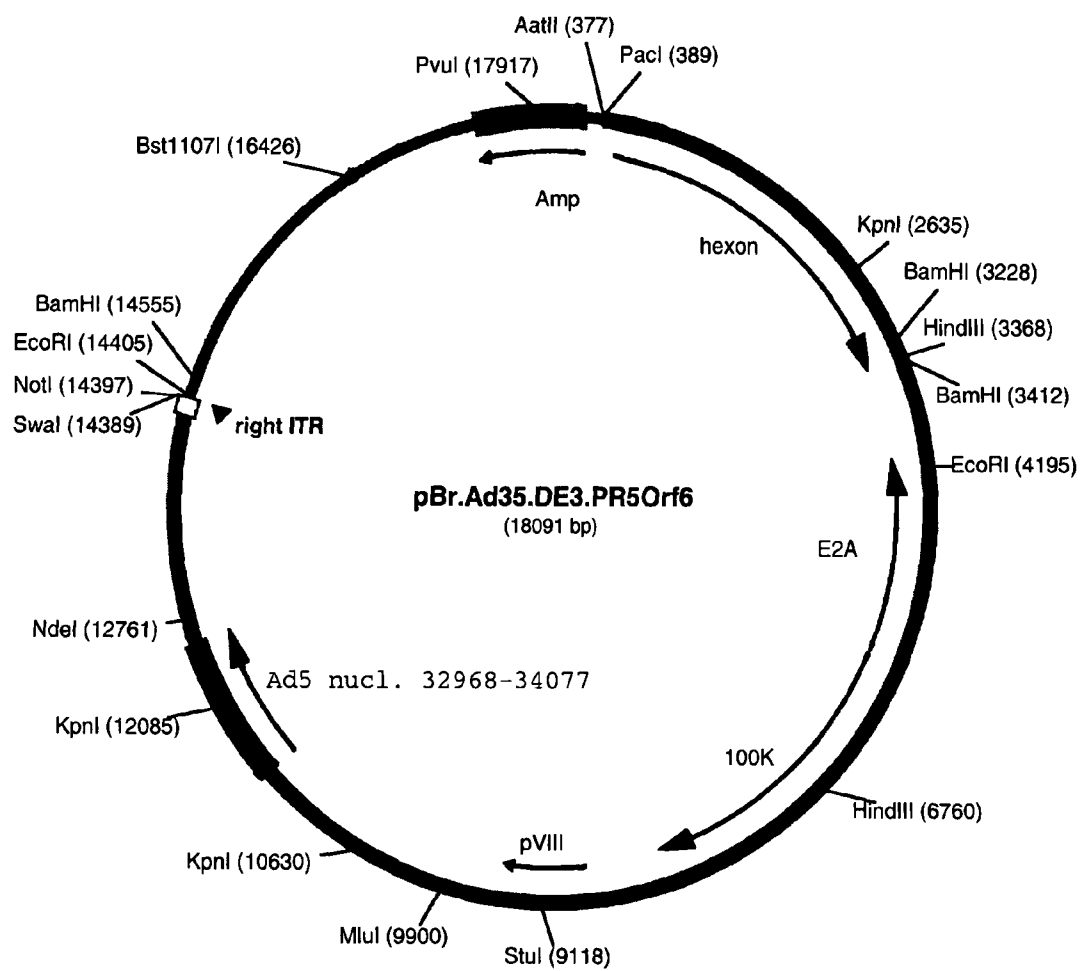 AatII (377)
PacI (389)
PvuI (17917)
Bst1107I (16426)
Amp
hexon
KpnI (2635)
BamHI (3228)
HindIII (3368)
BamHI (3412)
EcoRI (4195)
BamHI (14555)
EcoRI (14405)
NotI (14397)
SwaI (14389)
right ITR
pBr.Ad35.DE3.PR5Orf6
(18091 bp)
E2A
NdeI (12761)
Ad5 nucl. 32968-34077
KpnI (12085)
100K
HindIII (6760)
pVIII
KpnI (10630)
MluI (9900)
StuI (9118)